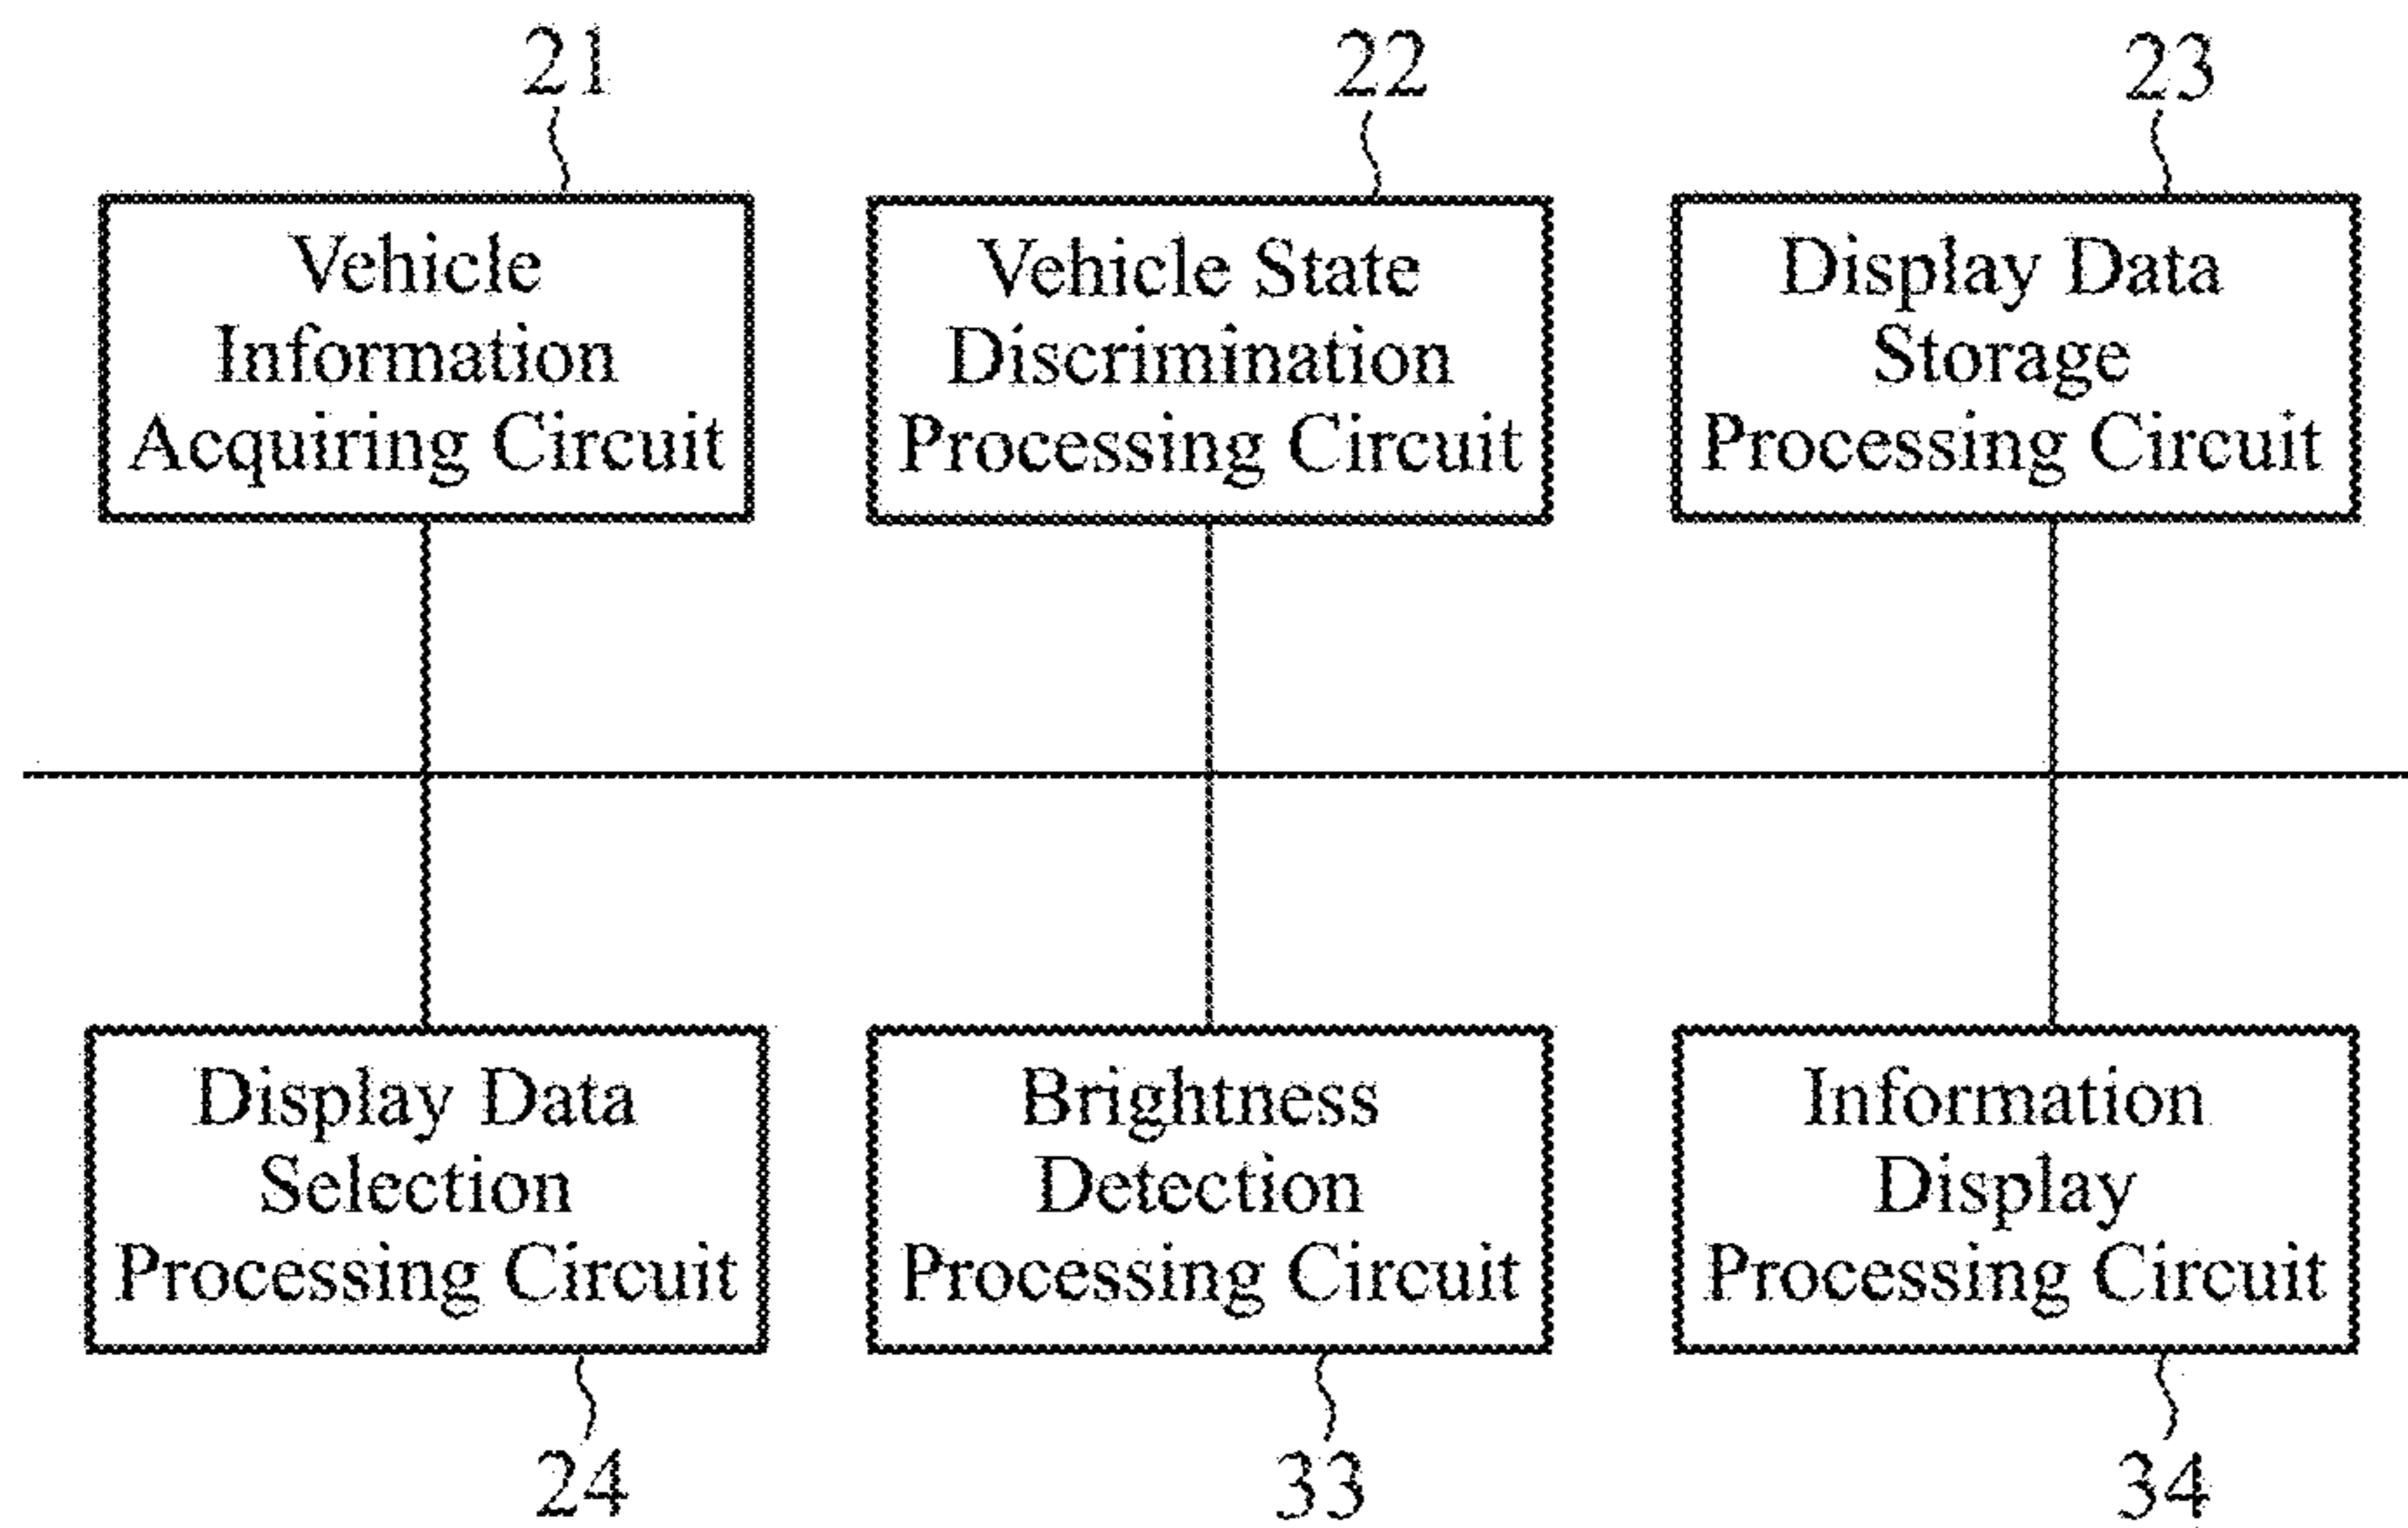 21
22
23
Vehicle
Information
Acquiring Circuit
Vehicle State
Discrimination
Processing Circuit
Display Data
Storage
Processing Circuit
Display Data
Selection
Processing Circuit
Brightness
Detection
Processing Circuit
Information
Display
Processing Circuit
24
33
34